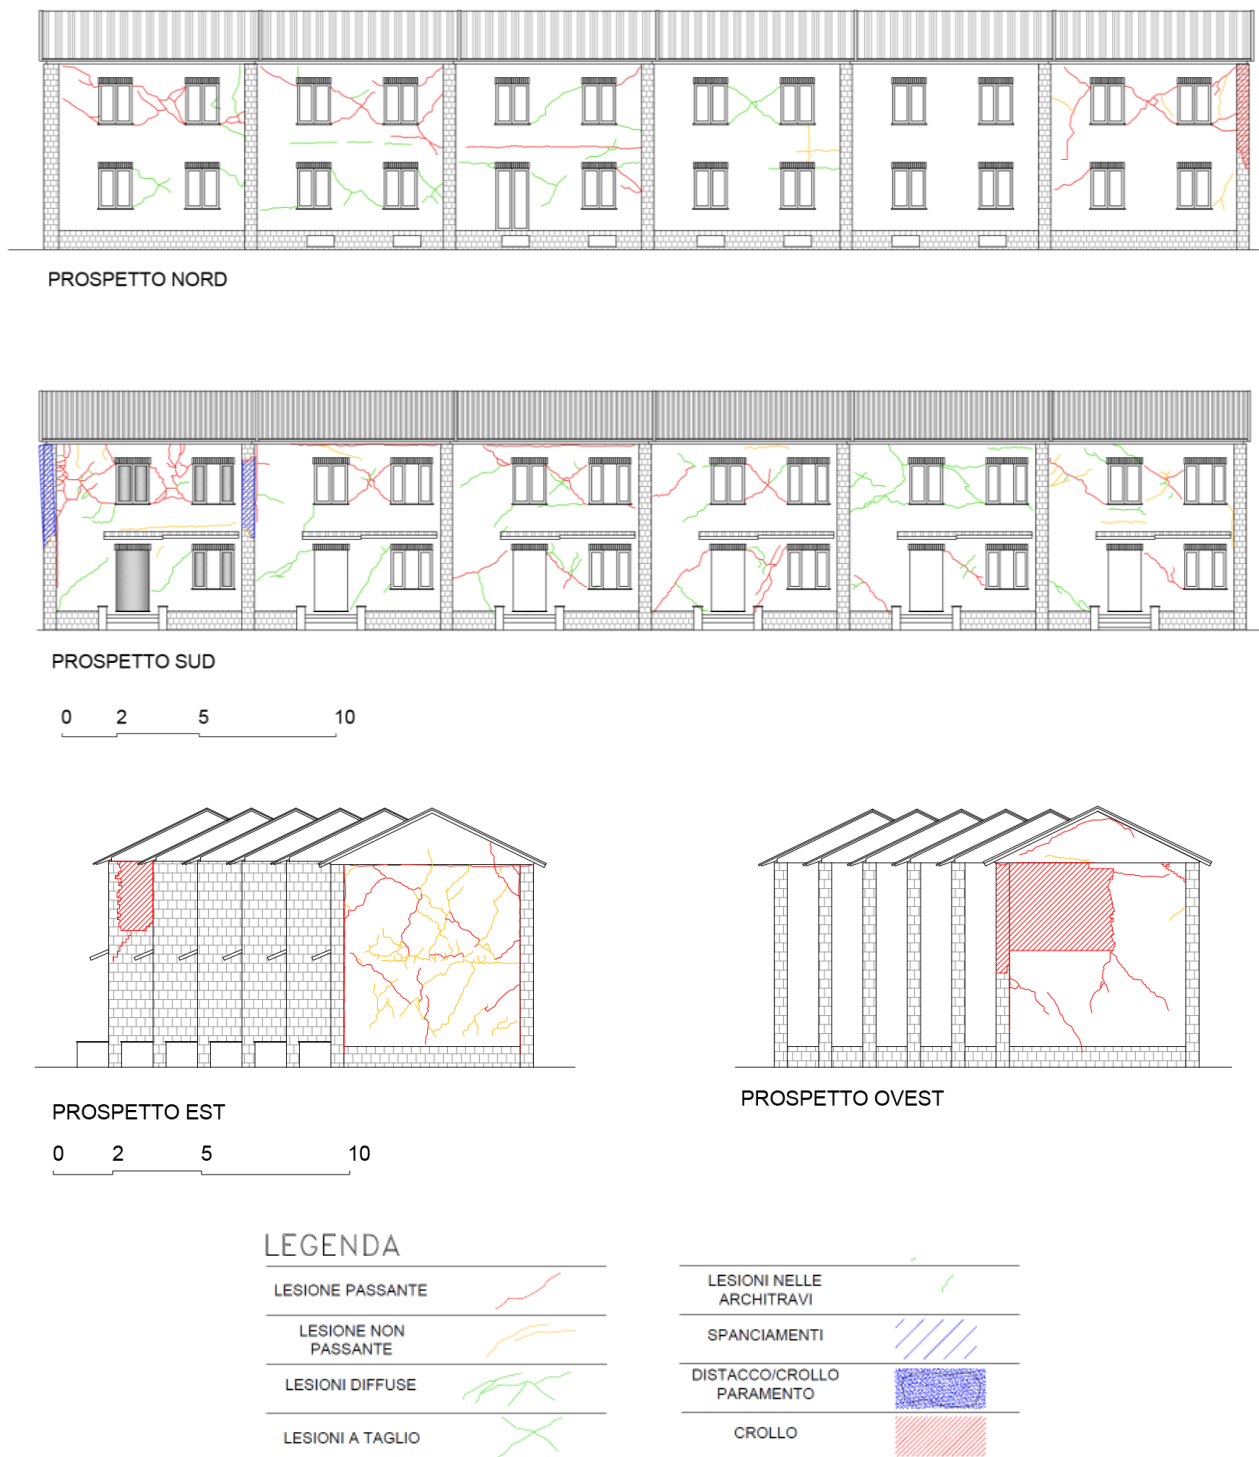 PROSPETTO NORD
PROSPETTO SUD
0 2 5 10
PROSPETTO EST
PROSPETTO OVEST
0 2 5 10
LEGENDA
LESIONE PASSANTE
LESIONE NON
PASSANTE
LESIONI DIFFUSE
LESIONI A TAGLIO
LESIONI NELLE
ARCHITRAVI
SPANCIAMENTI
DISTACCO/CROLLO
PARAMENTO
CROLLO